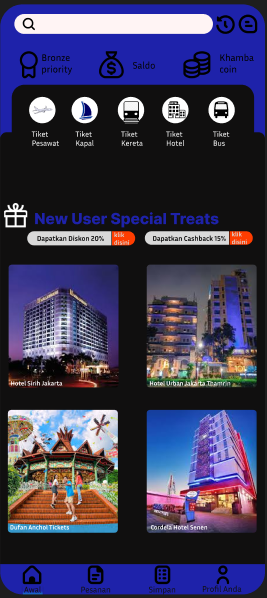 Bronze
priority
Saldo
Khamba
coin
Tiket
Pesawat
Tiket
Kapal
Tiket
Kereta
Tiket
Hotel
Tiket
Bus
New User Special Treats
Dapatkan Diskon 20%
klik
disini
Dapatkan Cashback 15%
klik
disini
Hotel Sirih Jakarta
Hotel Urban Jakarta Thamrin
Dufan Anchol Tickets
Cordela Hotel Senen
Awal
Pesanan
Simpan
Profil Anda